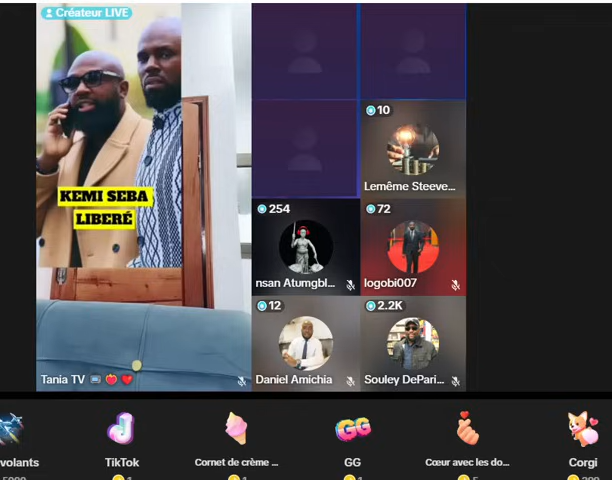 Créateur LIVE
KEMI SEBA
LIBERÉ
10
Lemême Steeve...
254
72
nsan Atumgbl...
logobi007
12
2.2K
Tania TV
Daniel Amichia
Souley DePari...
volants
TikTok
Cornet de crème ...
GG
Cœur avec les do...
Corgi